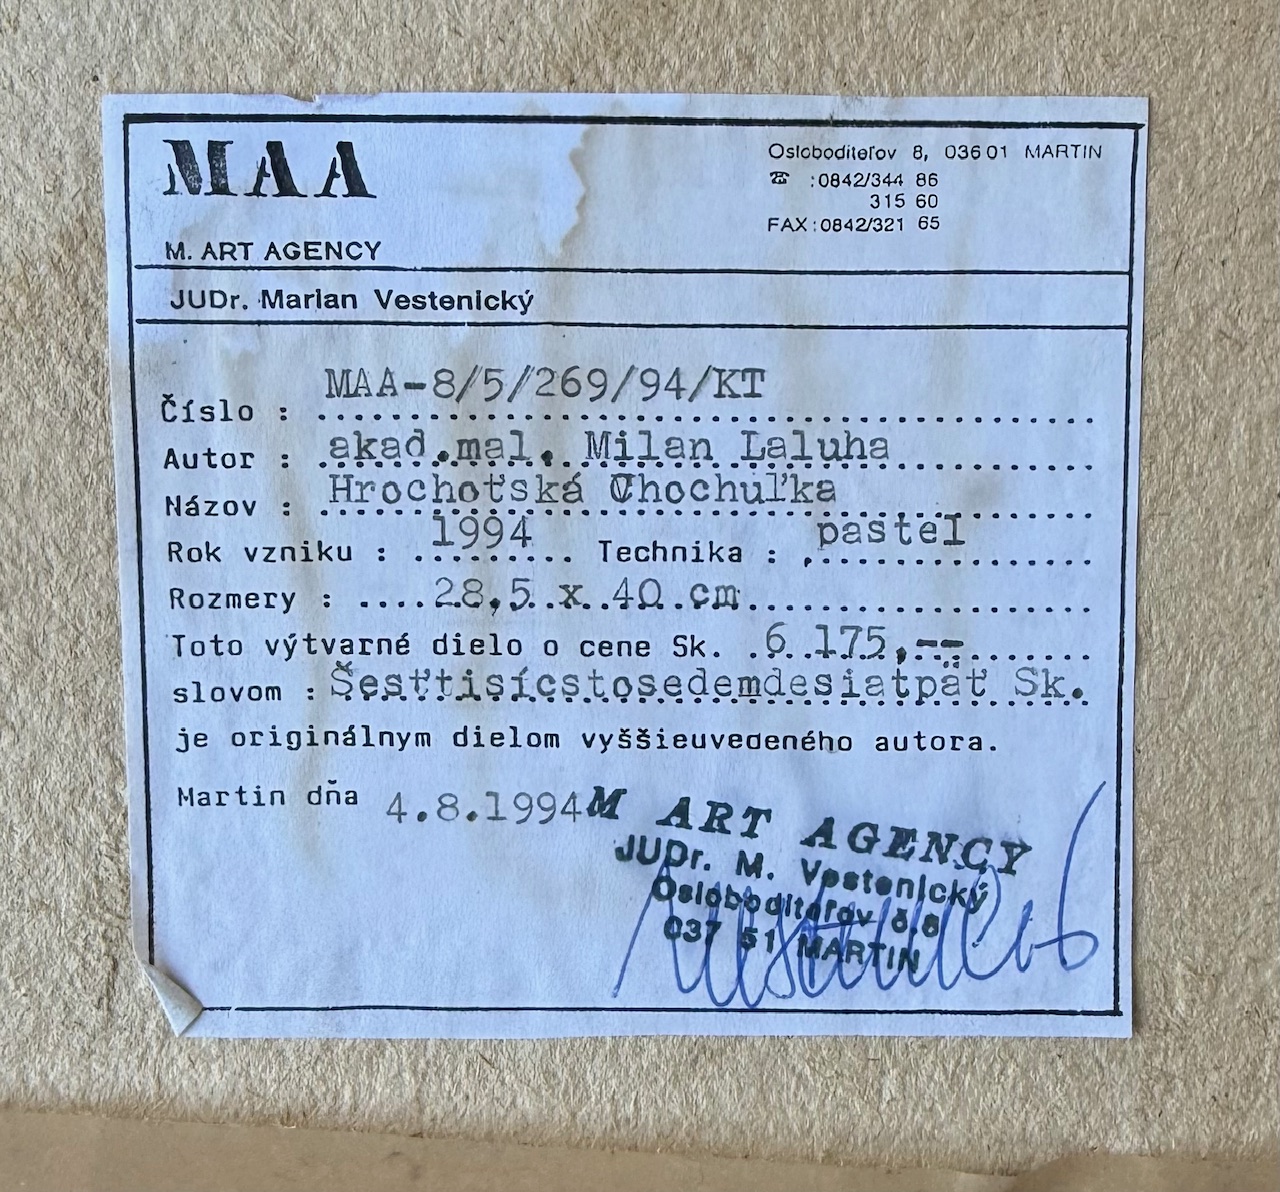 MAA
M. ART AGENCY
Osloboditeľov 8, 036 01 MARTIN
☎ :0842/344 86
315 60
FAX:0842/321 65
JUDr. Marian Vestenický
Číslo : MAA-8/5/269/94/KT
Autor : akad.mal. Milan Laluha
Názov : Hrochoťská Chochuľka
Rok vzniku : 1994 Technika : pastel
Rozmery : 28,5 x 40 cm
Toto výtvarné dielo o cene Sk. 6.175,--
slovom : Šesťtisícstosedemdesiatpäť Sk.
je originálnym dielom vyššieuvedeného autora.
Martin dňa 4.8.1994
M ART AGENCY
JUDr. M. Vestenický
Osloboditeľov č.8
037 51 MARTIN